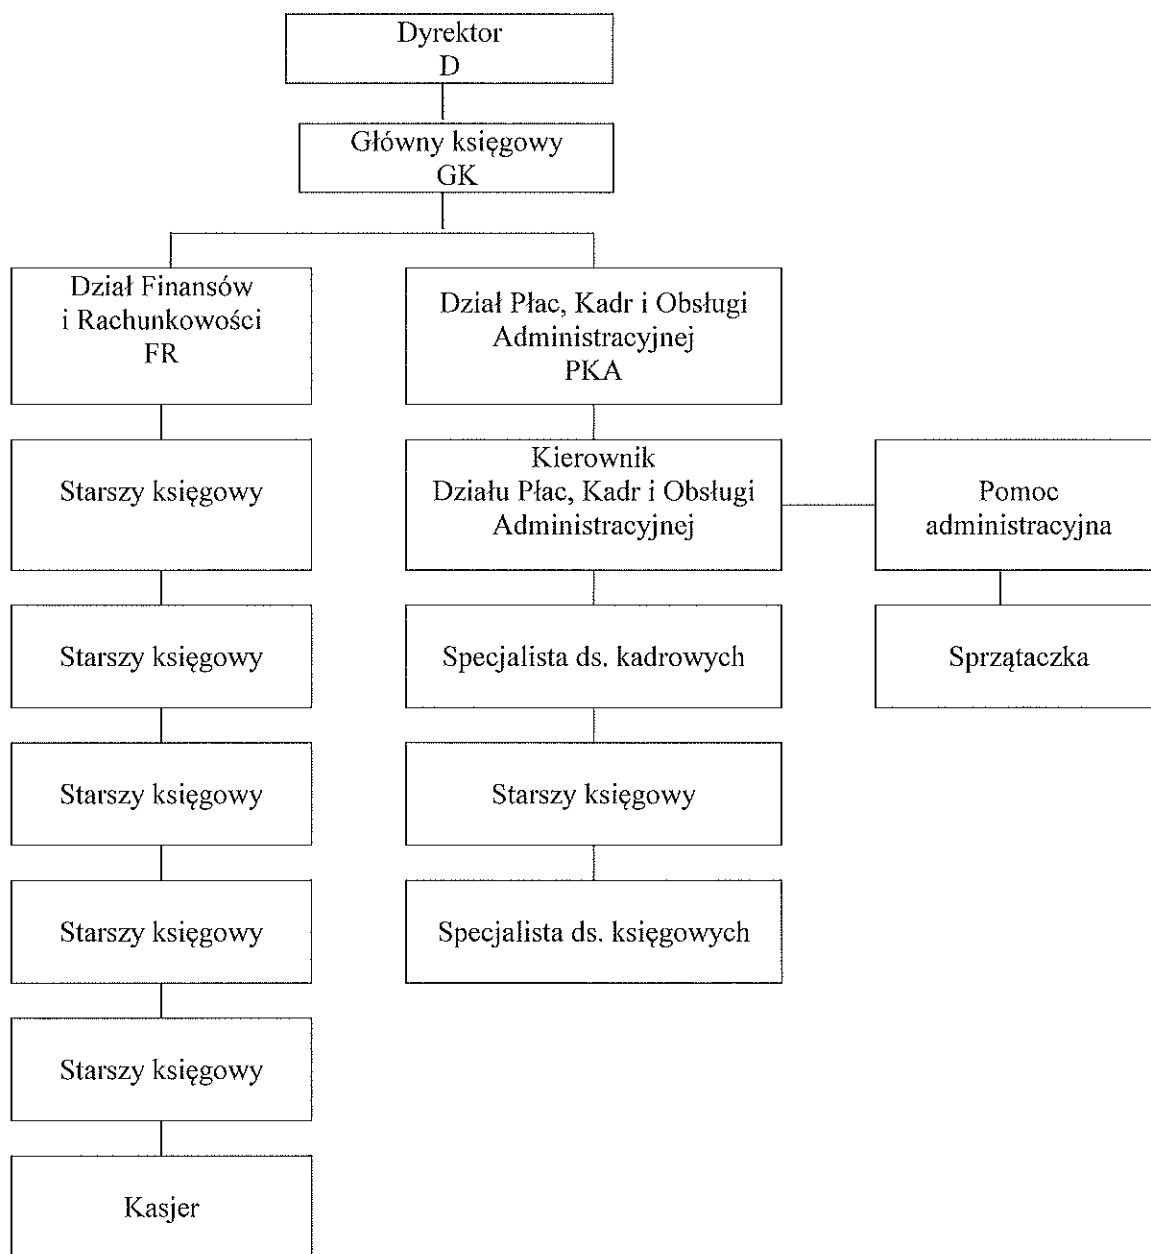 Dyrektor
D
Główny księgowy
GK
Dział Finansów
i Rachunkowości
FR
Dział Płac, Kadr i Obsługi
Administracyjnej
PKA
Starszy księgowy
Kierownik
Działu Płac, Kadr i Obsługi
Administracyjnej
Pomoc
administracyjna
Starszy księgowy
Specjalista ds. kadrowych
Sprzątaczka
Starszy księgowy
Starszy księgowy
Starszy księgowy
Specjalista ds. księgowych
Starszy księgowy
Kasjer